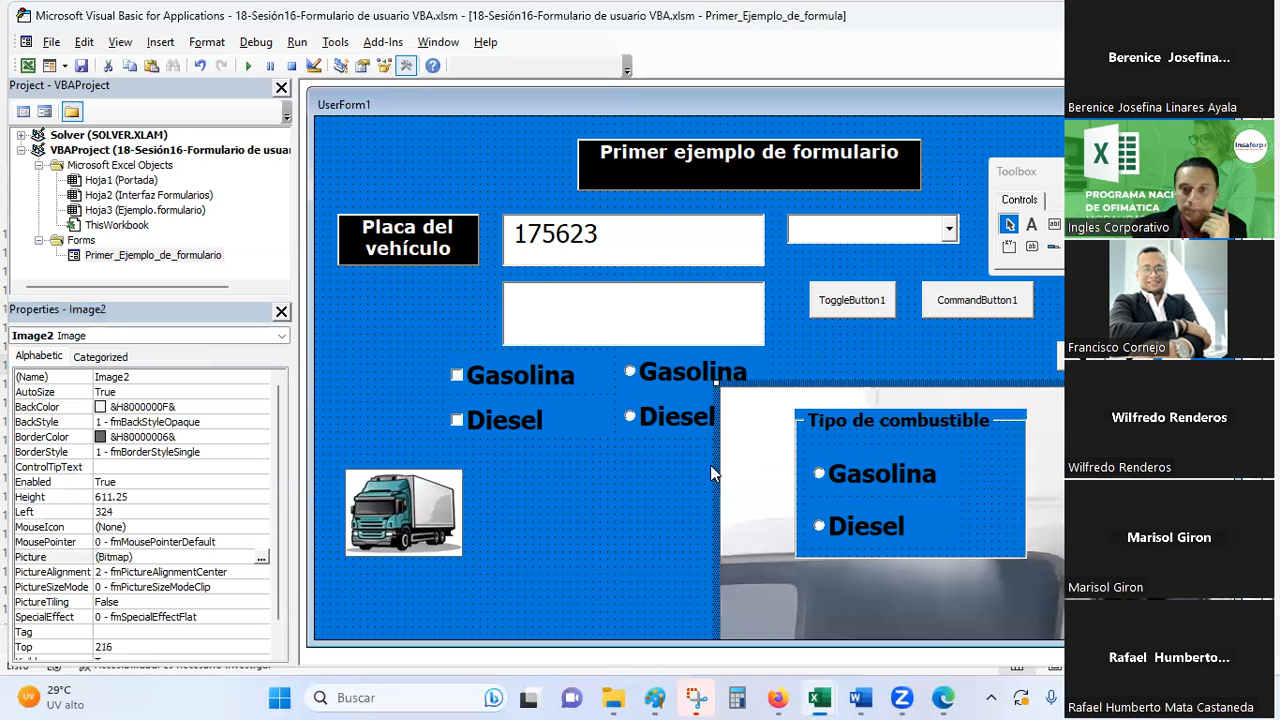 Microsoft Visual Basic for Applications - 18-Sesión16-Formulario de usuario VBA.xlsm - [18-Sesión16-Formulario de usuario VBA.xlsm - Primer_Ejemplo_de_formula]
File Edit View Insert Format Debug Run Tools Add-Ins Window Help
Project - VBAProject
Solver (SOLVER.XLAM)
VBAProject (18-Sesión16-Formulario de usua
Microsoft Excel Objects
Hoja1 (Portada)
Hoja2 (Interfaz Formularios)
Hoja3 (Ejemplo.formulario)
ThisWorkbook
Forms
Primer_Ejemplo_de_formulario
Properties - Image2
Image2 Image
Alphabetic Categorized
(Name) Image2
AutoSize True
BackColor &H8000000F&
BackStyle 1 - fmBackStyleOpaque
BorderColor &H80000006&
BorderStyle 1 - fmBorderStyleSingle
ControlTipText
Enabled True
Height 611.25
Left 324
MouseIcon (None)
MousePointer 0 - fmMousePointerDefault
Picture (Bitmap) ...
PictureAlignment 2 - fmPictureAlignmentCenter
PictureSizeMode 0 - fmPictureSizeModeClip
PictureTiling False
SpecialEffect 0 - fmSpecialEffectFlat
Tag
Top 216
UserForm1
Primer ejemplo de formulario
Placa del
vehículo
175623
ToggleButton1 CommandButton1
Gasolina
Diesel
Gasolina
Diesel
Tipo de combustible
Gasolina
Diesel
Toolbox
Controls
A ab|
Berenice Josefina...
Berenice Josefina Linares Ayala
Insaforp
PROGRAMA NACI
DE OFIMATICA
Ingles Corporativo
Francisco Cornejo
Wilfredo Renderos
Wilfredo Renderos
Marisol Giron
Marisol Giron
Rafael Humberto...
Rafael Humberto Mata Castaneda
29°C
UV alto
Buscar